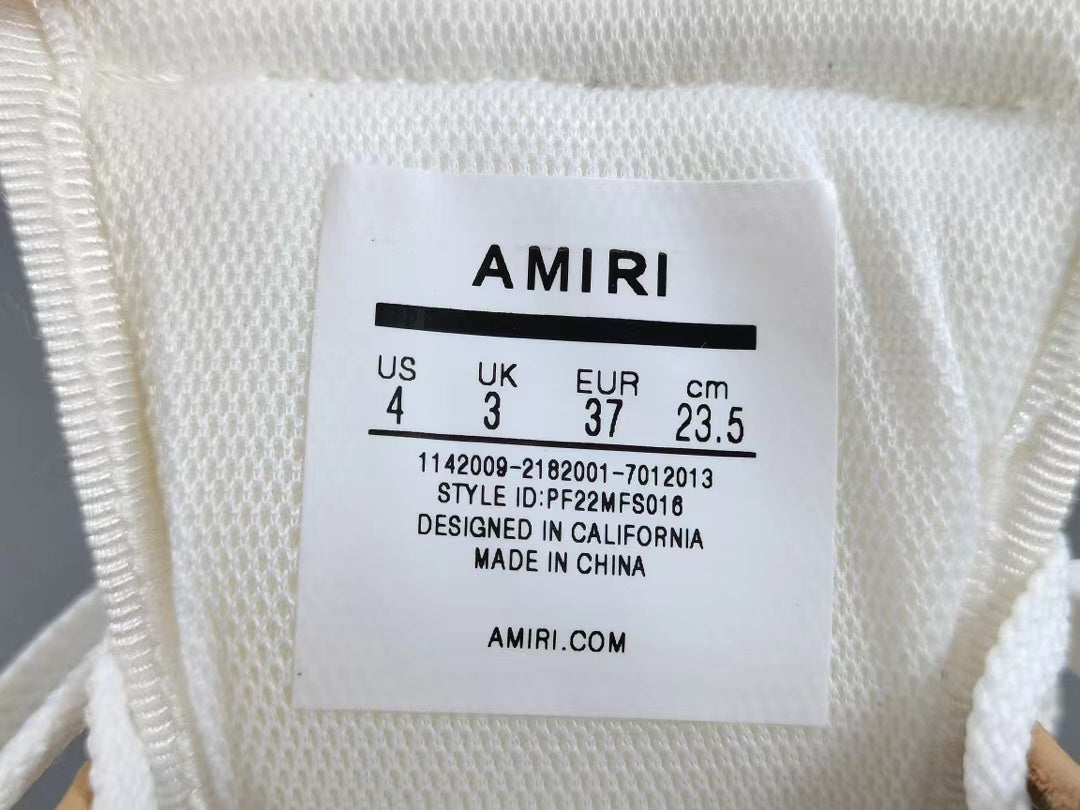 AMIRI
US UK EUR cm
4 3 37 23.5
1142009-2182001-7012013
STYLE ID:PF22MFS016
DESIGNED IN CALIFORNIA
MADE IN CHINA
AMIRI.COM